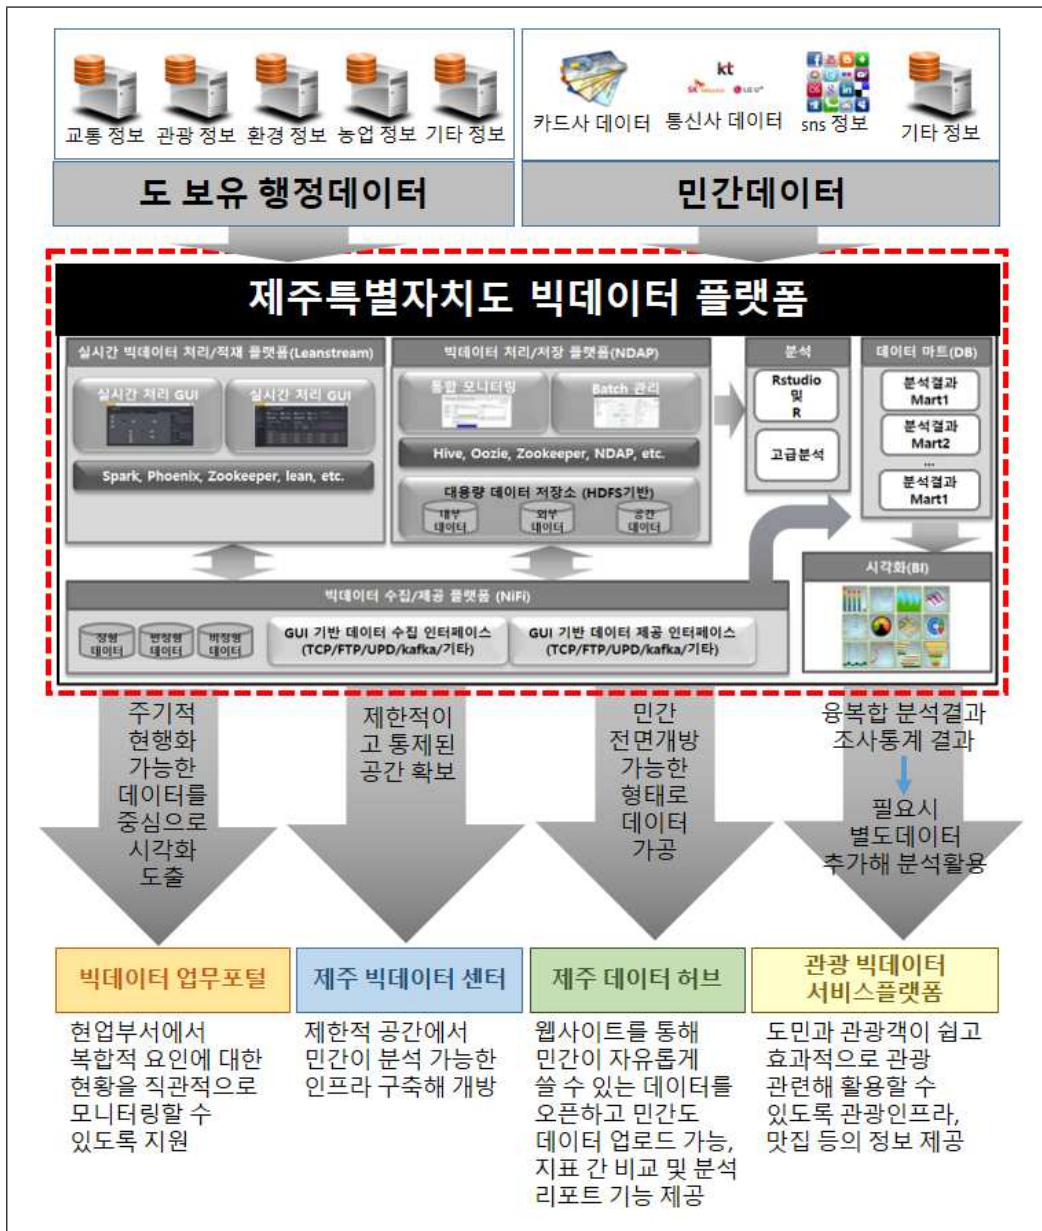 교통 정보 관광 정보 환경 정보 농업 정보 기타 정보
카드사 데이터 통신사 데이터 sns 정보 기타 정보
kt
도 보유 행정데이터
민간데이터
제주특별자치도 빅데이터 플랫폼
실시간 빅데이터 처리/적재 플랫폼(Leanstream)
실시간 처리 GUI 실시간 처리 GUI
Spark, Phoenix, Zookeeper, lean, etc.
빅데이터 처리/저장 플랫폼(NDAP)
통합 모니터링 Batch 관리
Hive, Oozie, Zookeeper, NDAP, etc.
대용량 데이터 저장소 (HDFS기반)
내부 외부 공간
데이터 데이터 데이터
분석
Rstudio
및
R
고급분석
데이터 마트(DB)
분석결과
Mart1
분석결과
Mart2
...
분석결과
Mart1
시각화(BI)
빅데이터 수집/제공 플랫폼 (NiFi)
정형 반정형 비정형
데이터 데이터 데이터
GUI 기반 데이터 수집 인터페이스
(TCP/FTP/UPD/kafka/기타)
GUI 기반 데이터 제공 인터페이스
(TCP/FTP/UPD/kafka/기타)
주기적
현행화
가능한
데이터를
중심으로
시각화
도출
제한적이
고 통제된
공간 확보
민간
전면개방
가능한
형태로
데이터
가공
융복합 분석결과
조사통계 결과
필요시
별도데이터
추가해 분석활용
빅데이터 업무포털
현업부서에서
복합적 요인에 대한
현황을 직관적으로
모니터링할 수
있도록 지원
제주 빅데이터 센터
제한적 공간에서
민간이 분석 가능한
인프라 구축해 개방
제주 데이터 허브
웹사이트를 통해
민간이 자유롭게
쓸 수 있는 데이터를
오픈하고 민간도
데이터 업로드 가능,
지표 간 비교 및 분석
리포트 기능 제공
관광 빅데이터
서비스플랫폼
도민과 관광객이 쉽고
효과적으로 관광
관련해 활용할 수
있도록 관광인프라,
맛집 등의 정보 제공